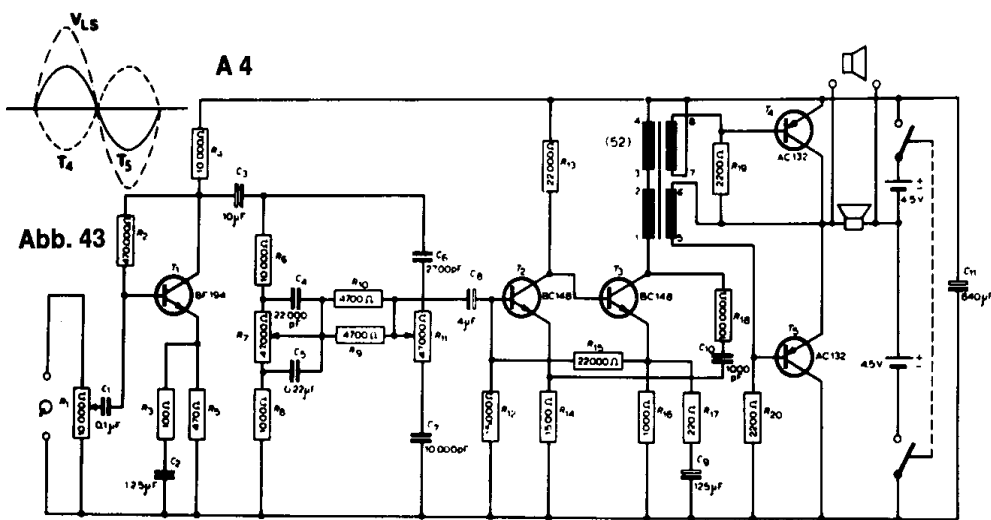 V_LS
A 4
T4
T5
Abb. 43
R1
10.000Ω
C1
0.1μF
R2
470000Ω
T1
BF194
R3
100Ω
C2
125μF
R5
470Ω
10000Ω
C3
10μF
R6
10.000Ω
R7
47000Ω
R8
1000Ω
C4
22000
pF
C5
0.22μF
R10
4700Ω
4700Ω
R9
C6
2700pF
R11
47000Ω
C7
10000pF
C8
4μF
R12
R13
22000Ω
T2
BC148
R14
1500Ω
R15
22000Ω
T3
BC148
R16
1000Ω
R17
220Ω
C9
125μF
(52)
4
3
2
1
8
7
6
5
R18
100000Ω
C10
1000
pF
R19
2200Ω
R20
2200Ω
T4
AC132
T5
AC132
4.5V
+
-
4.5V
+
-
C11
640μF